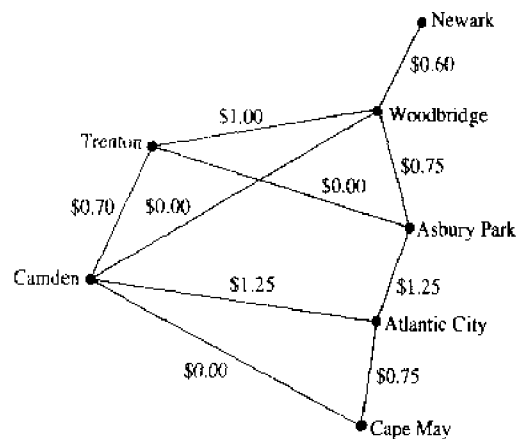 Newark
$0.60
$1.00
Woodbridge
Trenton
$0.75
$0.00
$0.70
$0.00
Asbury Park
Camden
$1.25
$1.25
Atlantic City
$0.00
$0.75
Cape May